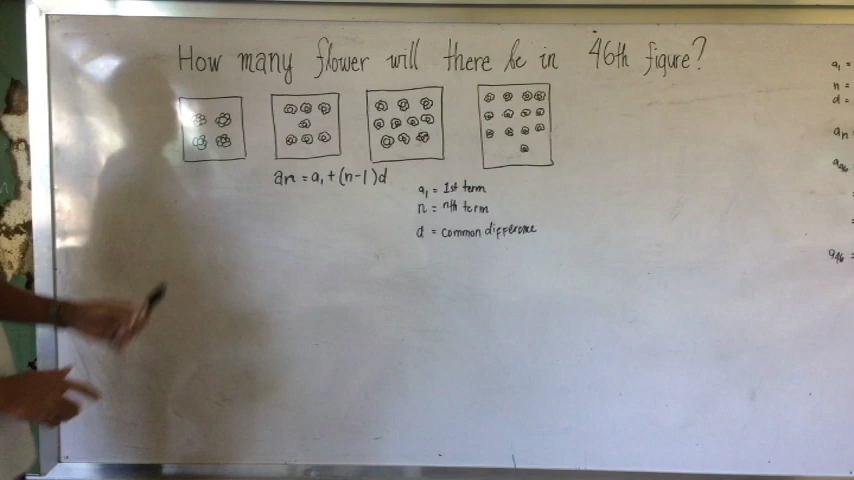 How many flower will there be in 46th figure?
an = a₁ + (n-1)d
a₁ = 1st term
n = nth term
d = common difference
a₁ =
n =
d =
an =
a₄₆
=
=
a₄₆ =